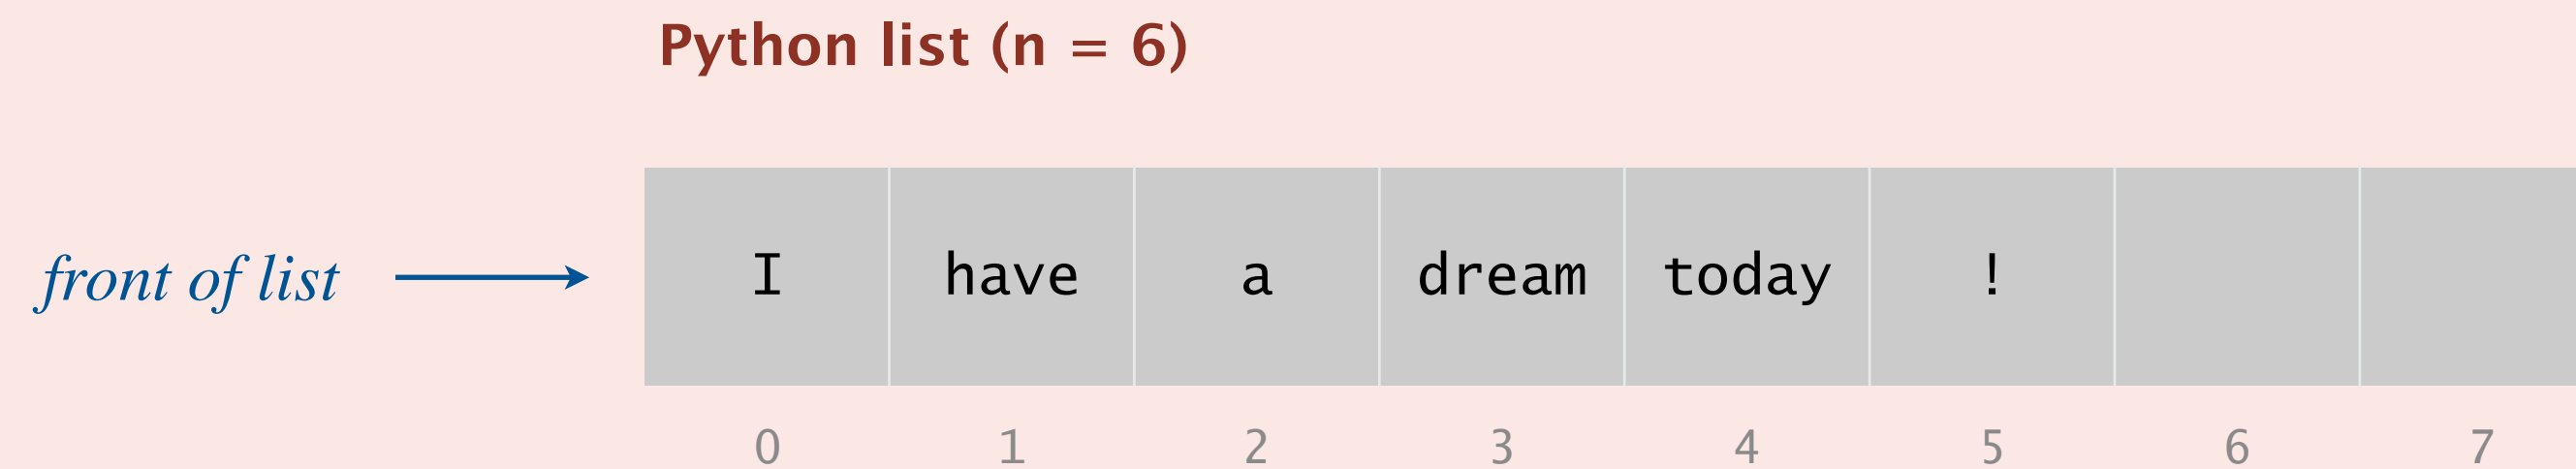 Python list (n = 6)
front of list I have a dream today !
0 1 2 3 4 5 6 7